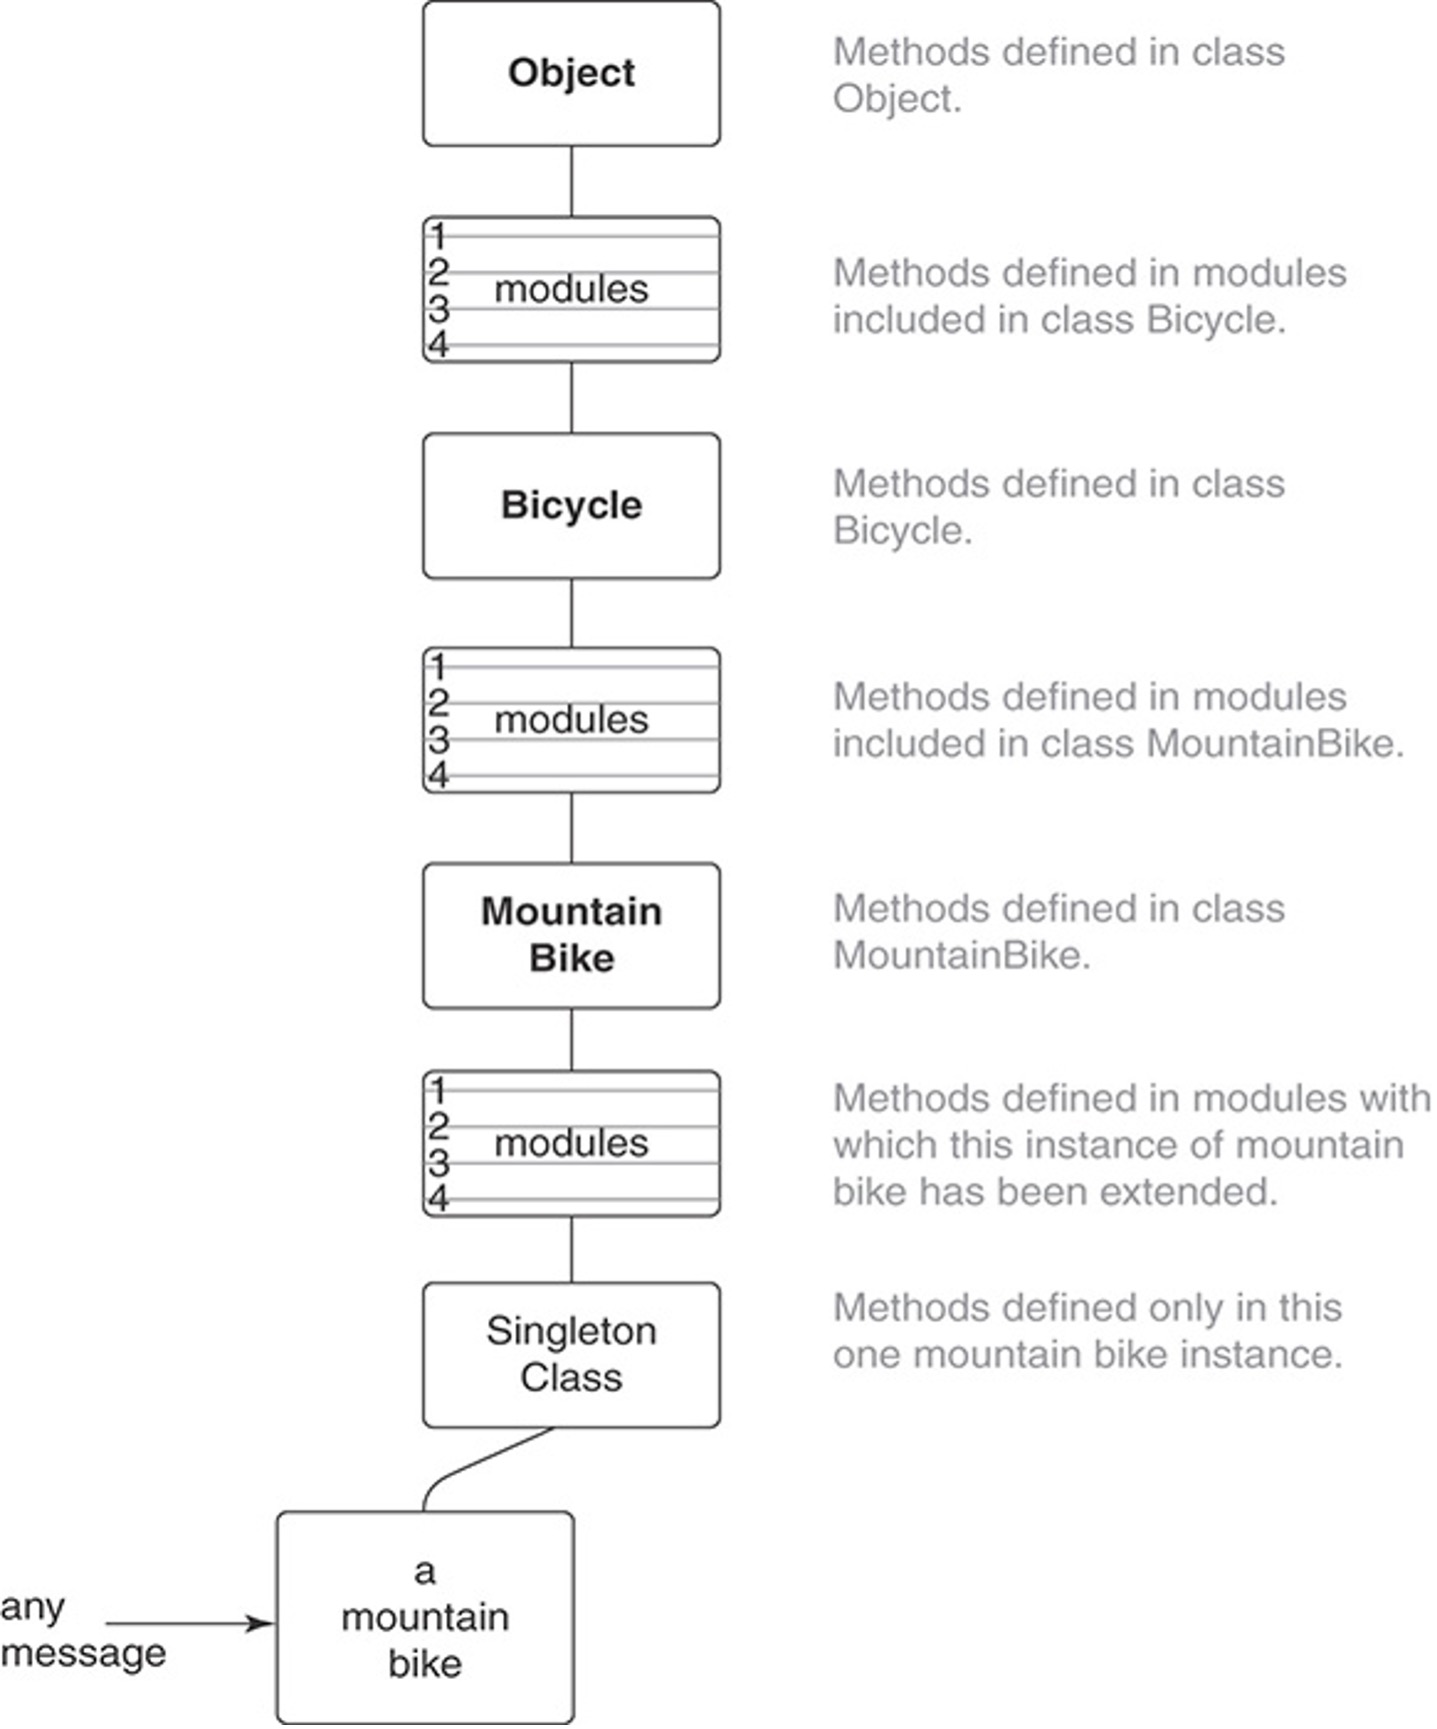 Object
Methods defined in class
Object.
1
2
modules
3
4
Methods defined in modules
included in class Bicycle.
Bicycle
Methods defined in class
Bicycle.
1
2
modules
3
4
Methods defined in modules
included in class MountainBike.
Mountain
Bike
Methods defined in class
MountainBike.
1
2
modules
3
4
Methods defined in modules with
which this instance of mountain
bike has been extended.
Singleton
Class
Methods defined only in this
one mountain bike instance.
any
message
a
mountain
bike